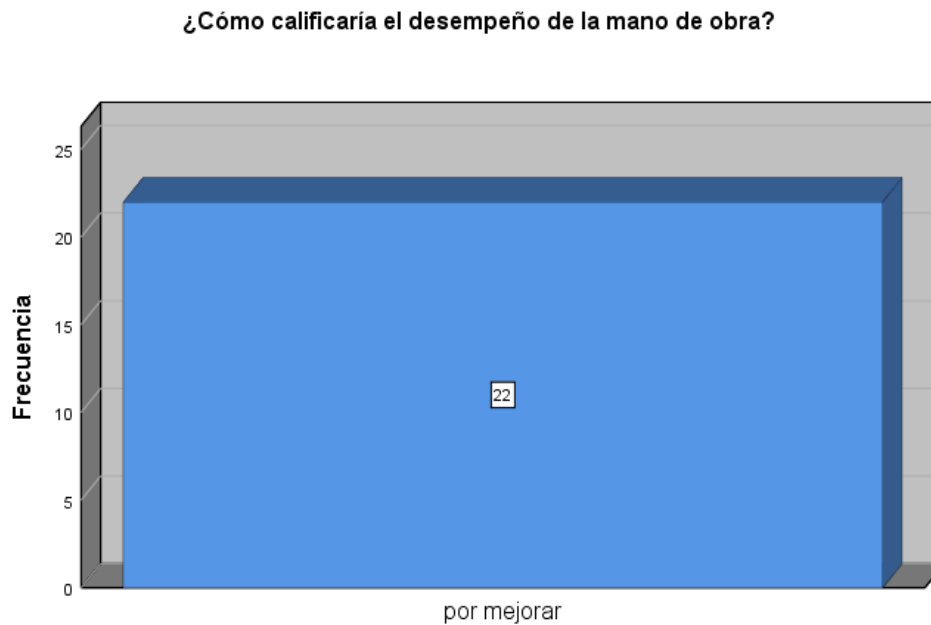 ¿Cómo calificaría el desempeño de la mano de obra?
25
20
15
10
5
0
Frecuencia
22
por mejorar